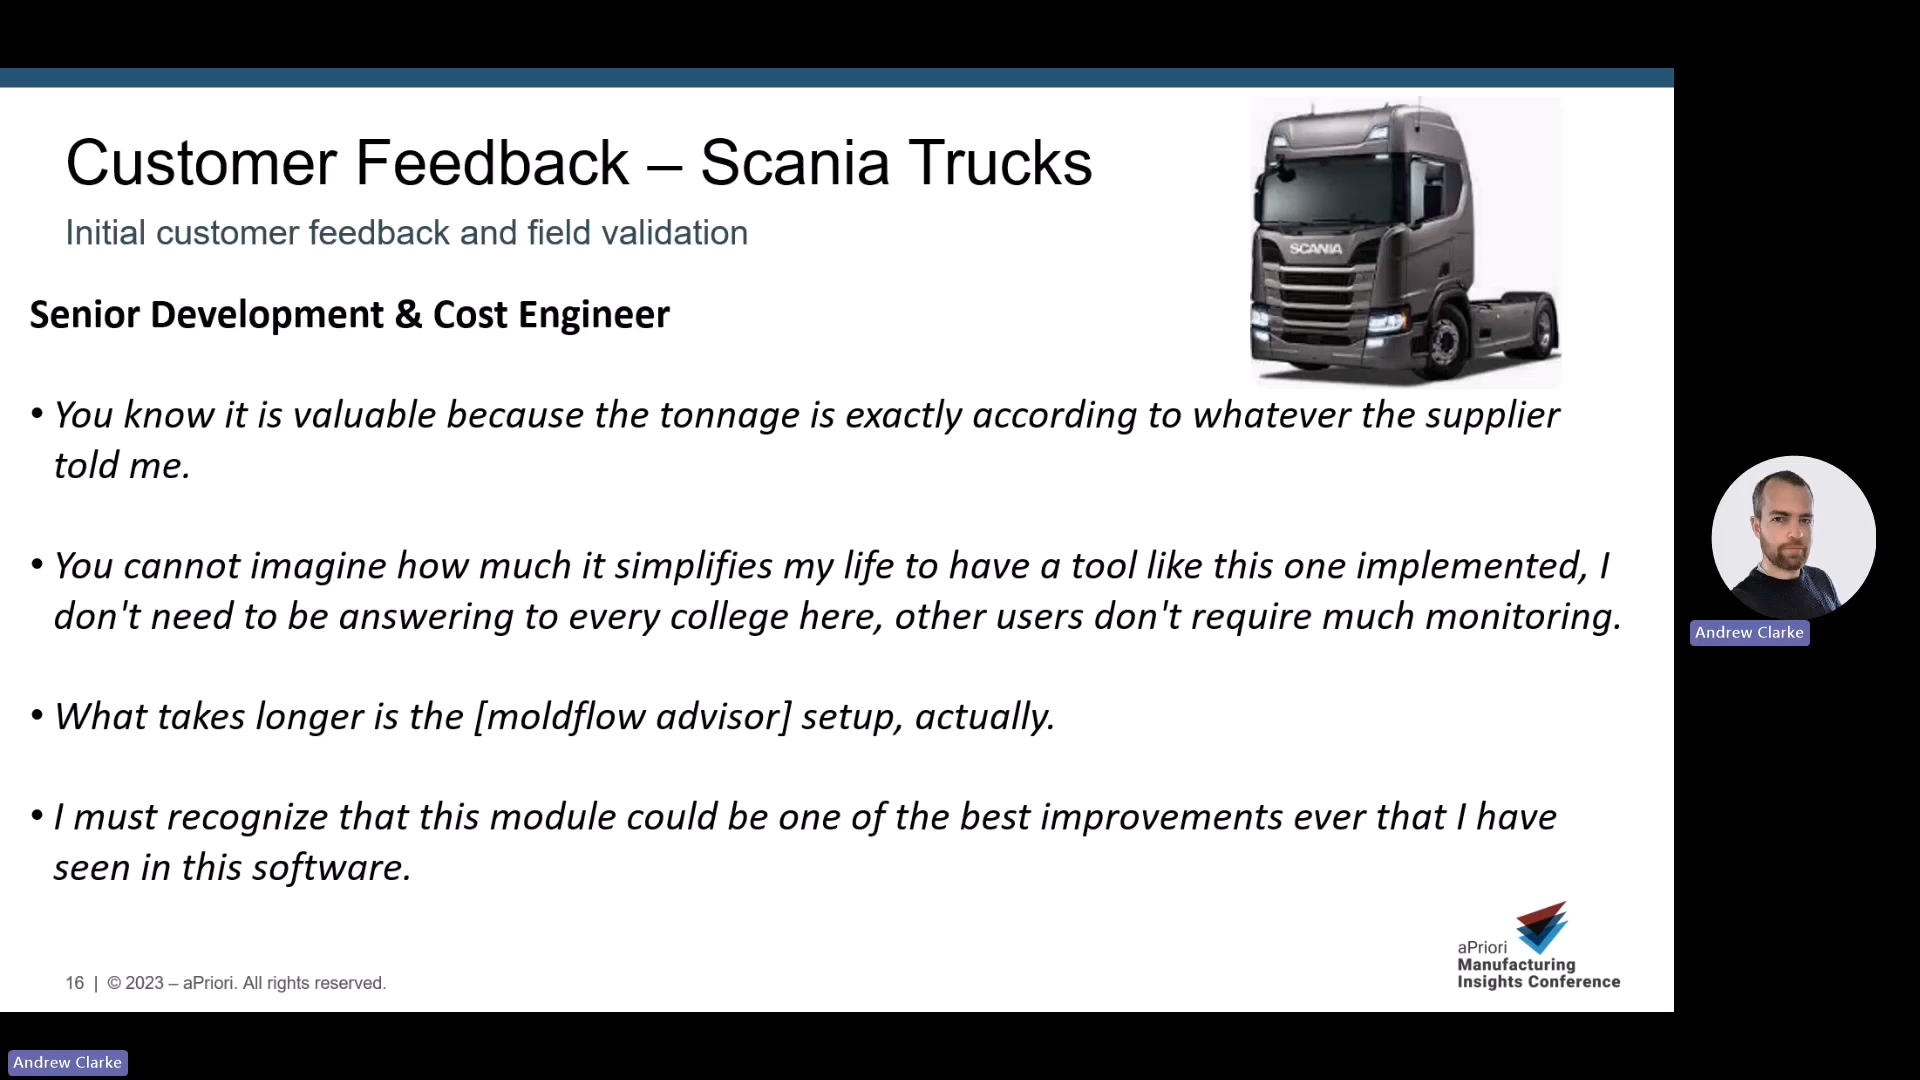 Customer Feedback – Scania Trucks
Initial customer feedback and field validation
SCANIA
Senior Development & Cost Engineer
• You know it is valuable because the tonnage is exactly according to whatever the supplier
told me.
• You cannot imagine how much it simplifies my life to have a tool like this one implemented, I
don't need to be answering to every college here, other users don't require much monitoring.
• What takes longer is the [moldflow advisor] setup, actually.
• I must recognize that this module could be one of the best improvements ever that I have
seen in this software.
16 | © 2023 – aPriori. All rights reserved.
aPriori
Manufacturing
Insights Conference
Andrew Clarke
Andrew Clarke